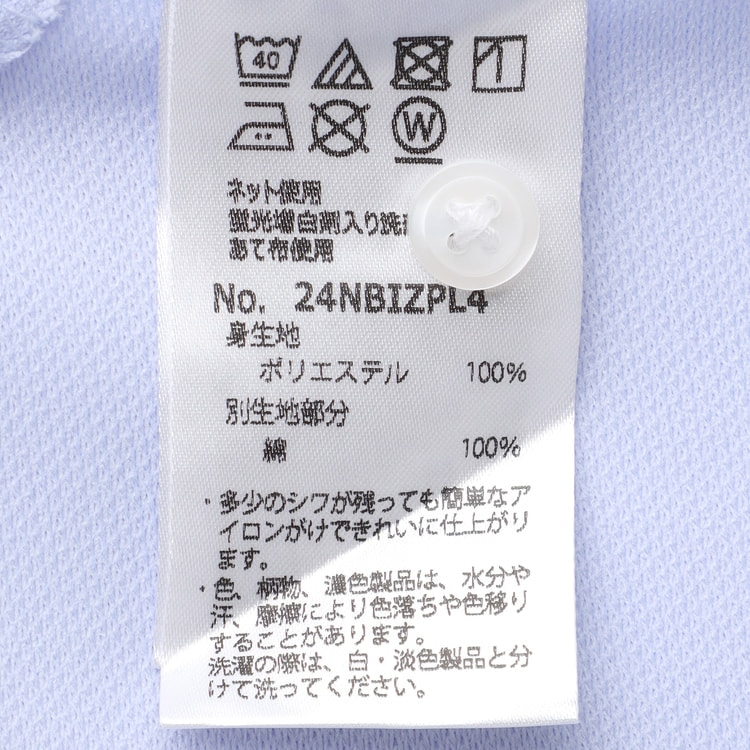 40
W
ネット使用
蛍光増白剤入り洗
あて布使用
No. 24NBIZPL4
身生地
ポリエステル 100%
別生地部分
綿 100%
・多少のシワが残っても簡単なア
イロンがけできれいに仕上がり
ます。
・色、柄物、濃色製品は、水分や
汗、摩擦により色落ちや色移り
することがあります。
洗濯の際は、白・淡色製品と分
けて洗ってください。